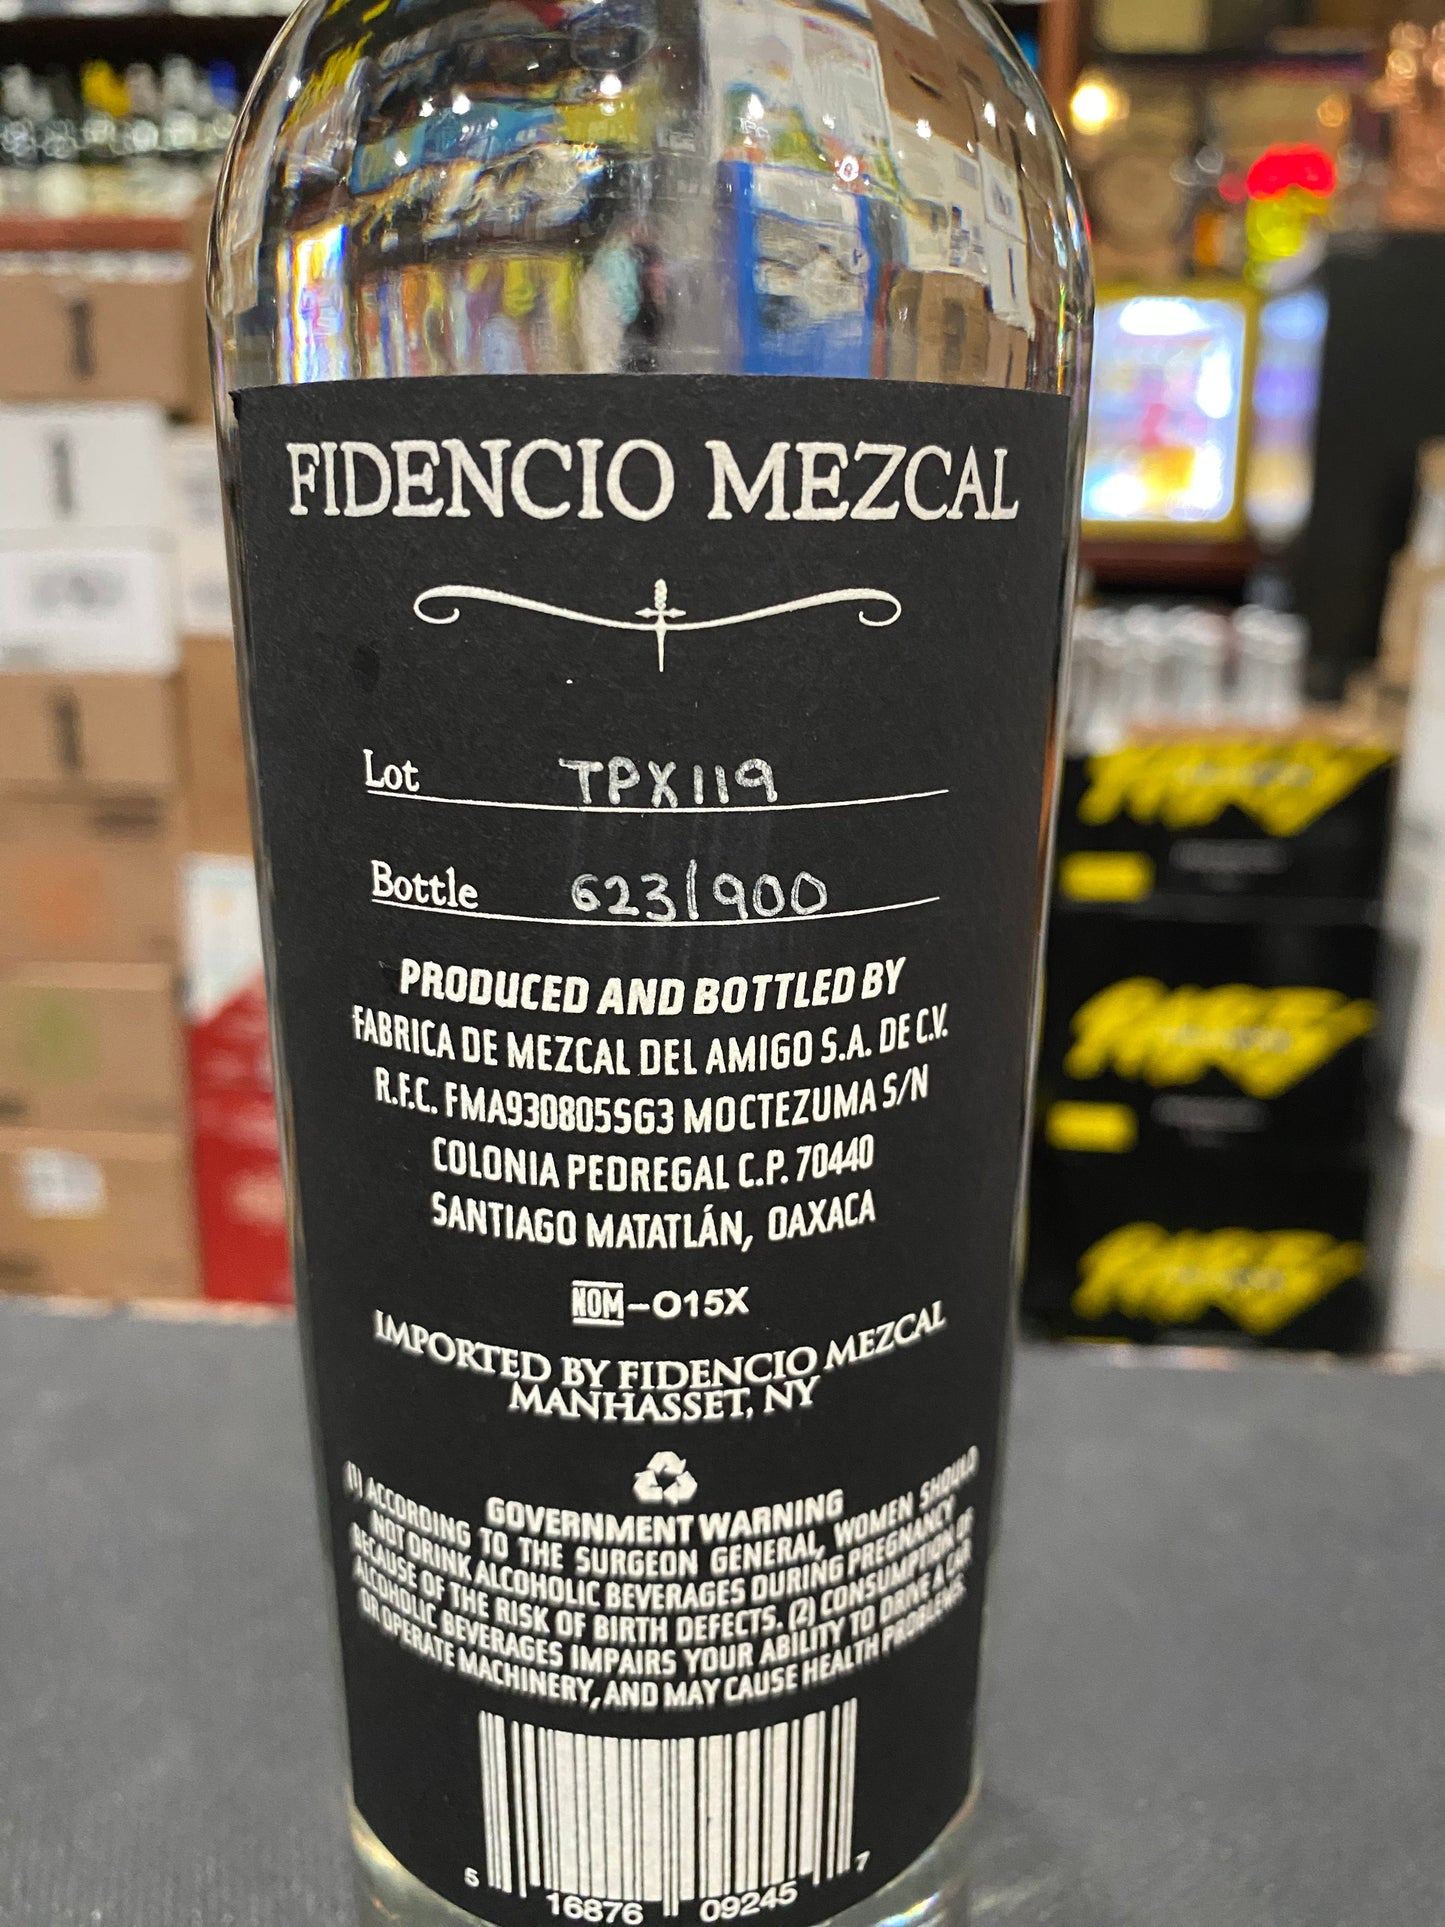 FIDENCIO MEZCAL
Lot TPX119
Bottle 623/900
PRODUCED AND BOTTLED BY
FABRICA DE MEZCAL DEL AMIGO S.A. DE C.V.
R.F.C. FMA930805SG3 MOCTEZUMA S/N
COLONIA PEDREGAL C.P. 70440
SANTIAGO MATATLÁN, OAXACA
NOM-O15X
IMPORTED BY FIDENCIO MEZCAL
MANHASSET, NY
GOVERNMENT WARNING
(1) ACCORDING TO THE SURGEON GENERAL, WOMEN SHOULD
NOT DRINK ALCOHOLIC BEVERAGES DURING PREGNANCY
BECAUSE OF THE RISK OF BIRTH DEFECTS. (2) CONSUMPTION OF
ALCOHOLIC BEVERAGES IMPAIRS YOUR ABILITY TO DRIVE A CAR
OR OPERATE MACHINERY, AND MAY CAUSE HEALTH PROBLEMS.
5 16876 09245 7